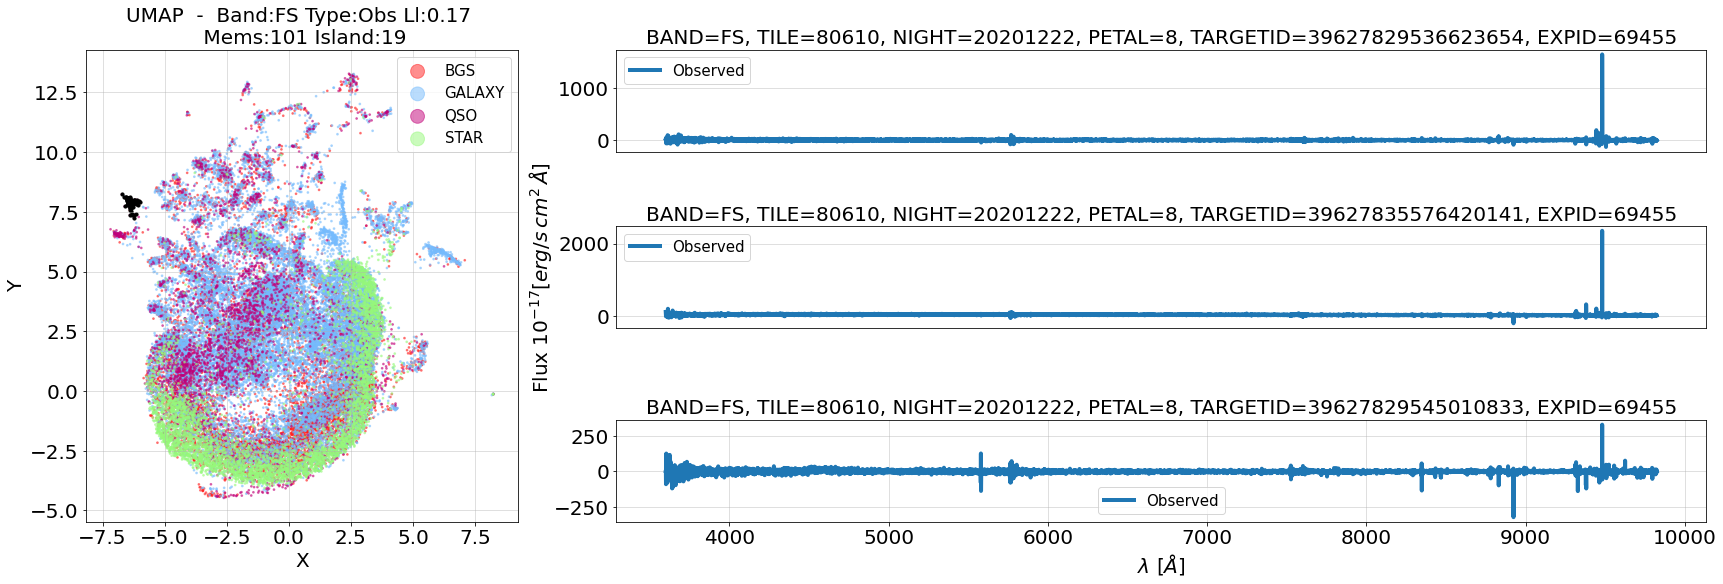 UMAP - Band:FS Type:Obs Ll:0.17
Mems:101 Island:19
BGS
GALAXY
QSO
STAR
12.5
10.0
7.5
5.0
2.5
0.0
−2.5
−5.0
Y
−7.5 −5.0 −2.5 0.0 2.5 5.0 7.5
X
Flux 10⁻¹⁷[erg/s cm² Å]
BAND=FS, TILE=80610, NIGHT=20201222, PETAL=8, TARGETID=39627829536623654, EXPID=69455
Observed
1000
0
BAND=FS, TILE=80610, NIGHT=20201222, PETAL=8, TARGETID=39627835576420141, EXPID=69455
Observed
2000
0
BAND=FS, TILE=80610, NIGHT=20201222, PETAL=8, TARGETID=39627829545010833, EXPID=69455
Observed
250
0
−250
4000 5000 6000 7000 8000 9000 10000
λ [Å]